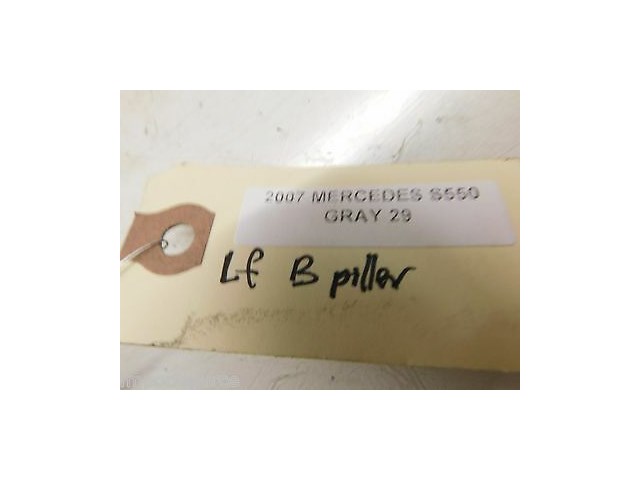 2007 MERCEDES S550
GRAY 29
Lf B piller